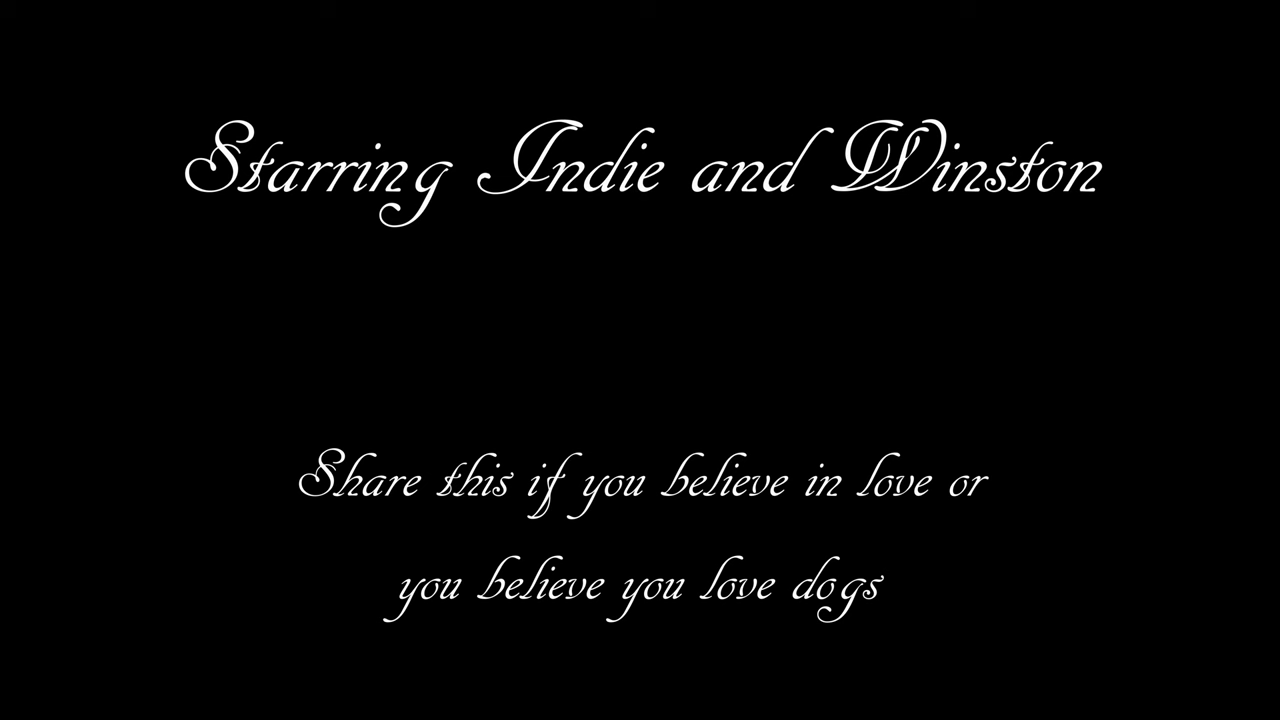 Starring Indie and Winston
Share this if you believe in love or
you believe you love dogs